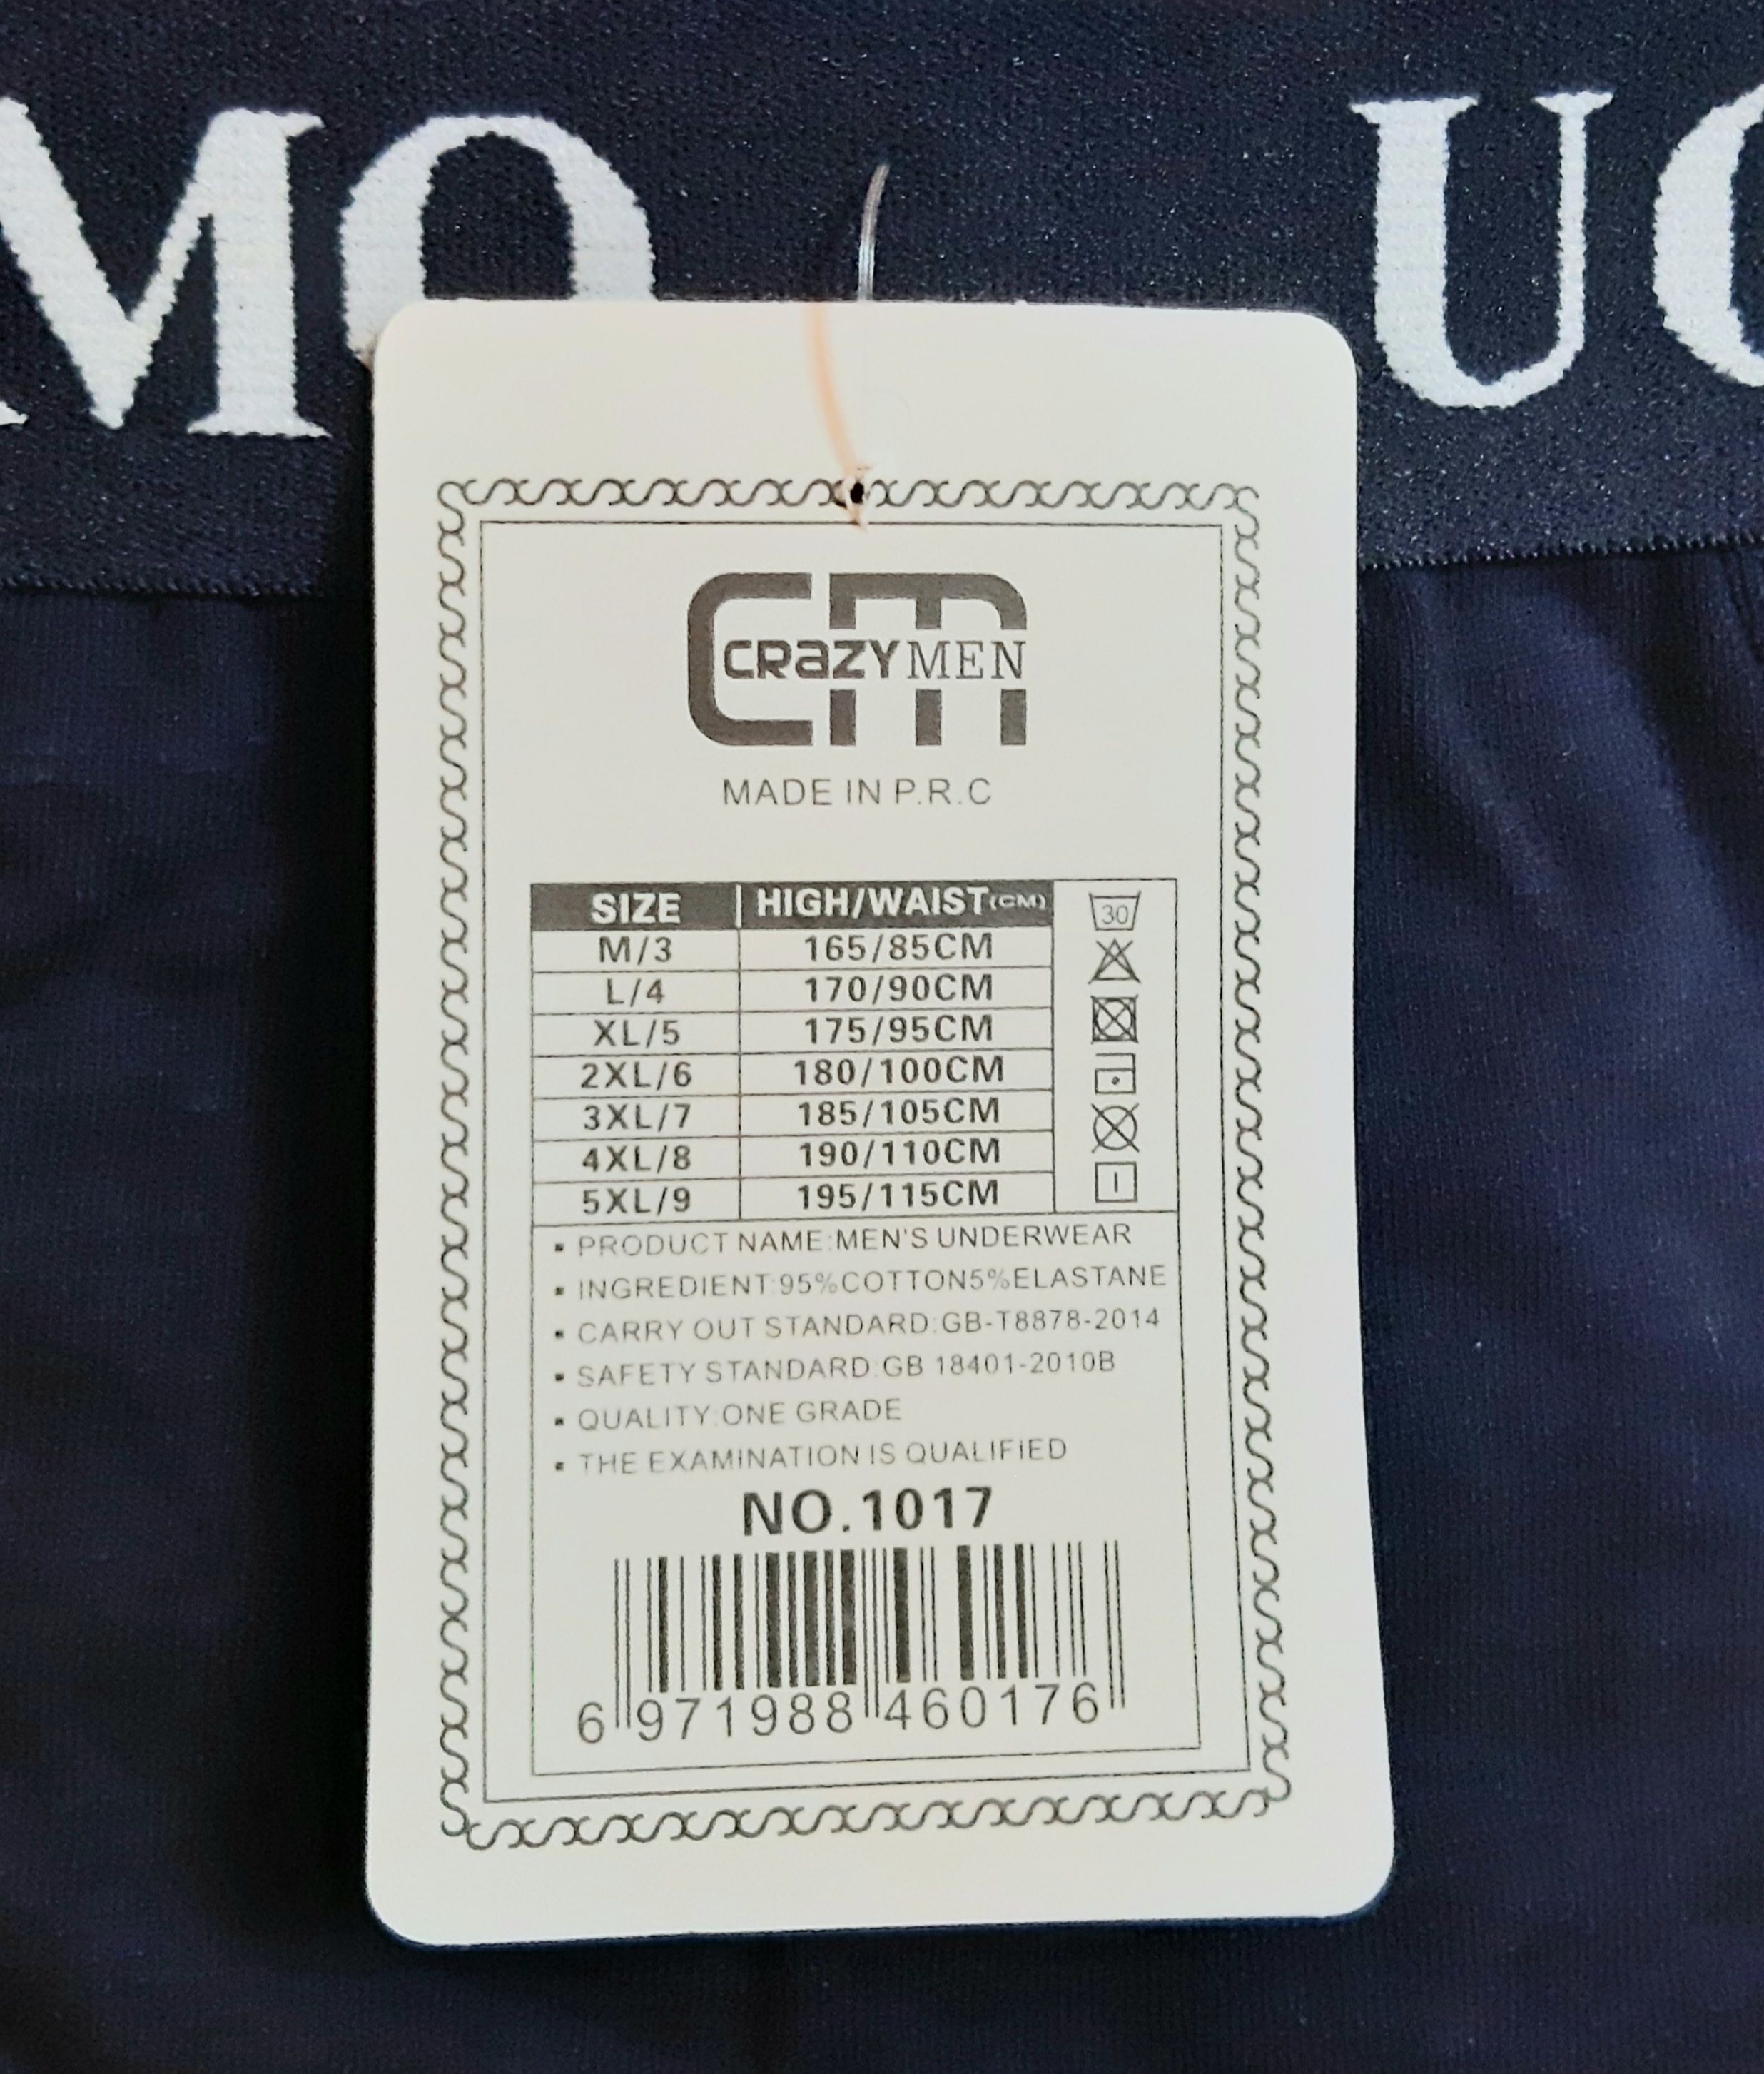 MO UO
CM
CRAZYMEN
MADE IN P.R.C
SIZE HIGH/WAIST(CM)
M/3 165/85CM
L/4 170/90CM
XL/5 175/95CM
2XL/6 180/100CM
3XL/7 185/105CM
4XL/8 190/110CM
5XL/9 195/115CM
30
▪ PRODUCT NAME:MEN'S UNDERWEAR
▪ INGREDIENT:95%COTTON5%ELASTANE
▪ CARRY OUT STANDARD:GB-T8878-2014
▪ SAFETY STANDARD:GB 18401-2010B
▪ QUALITY:ONE GRADE
▪ THE EXAMINATION IS QUALIFIED
NO.1017
6 971988 460176